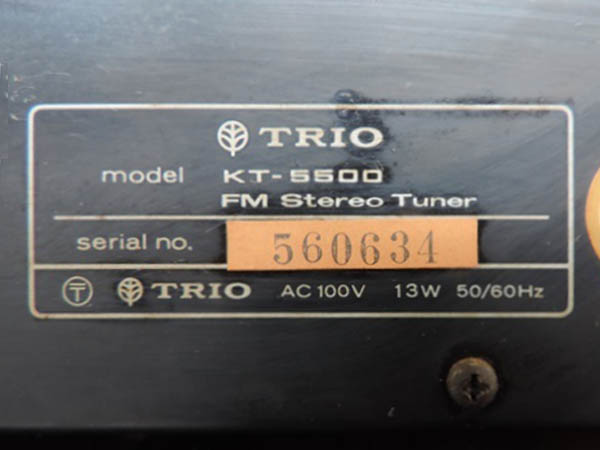 TRIO
model KT-5500
FM Stereo Tuner
serial no. 560634
〒 TRIO AC 100V 13W 50/60Hz